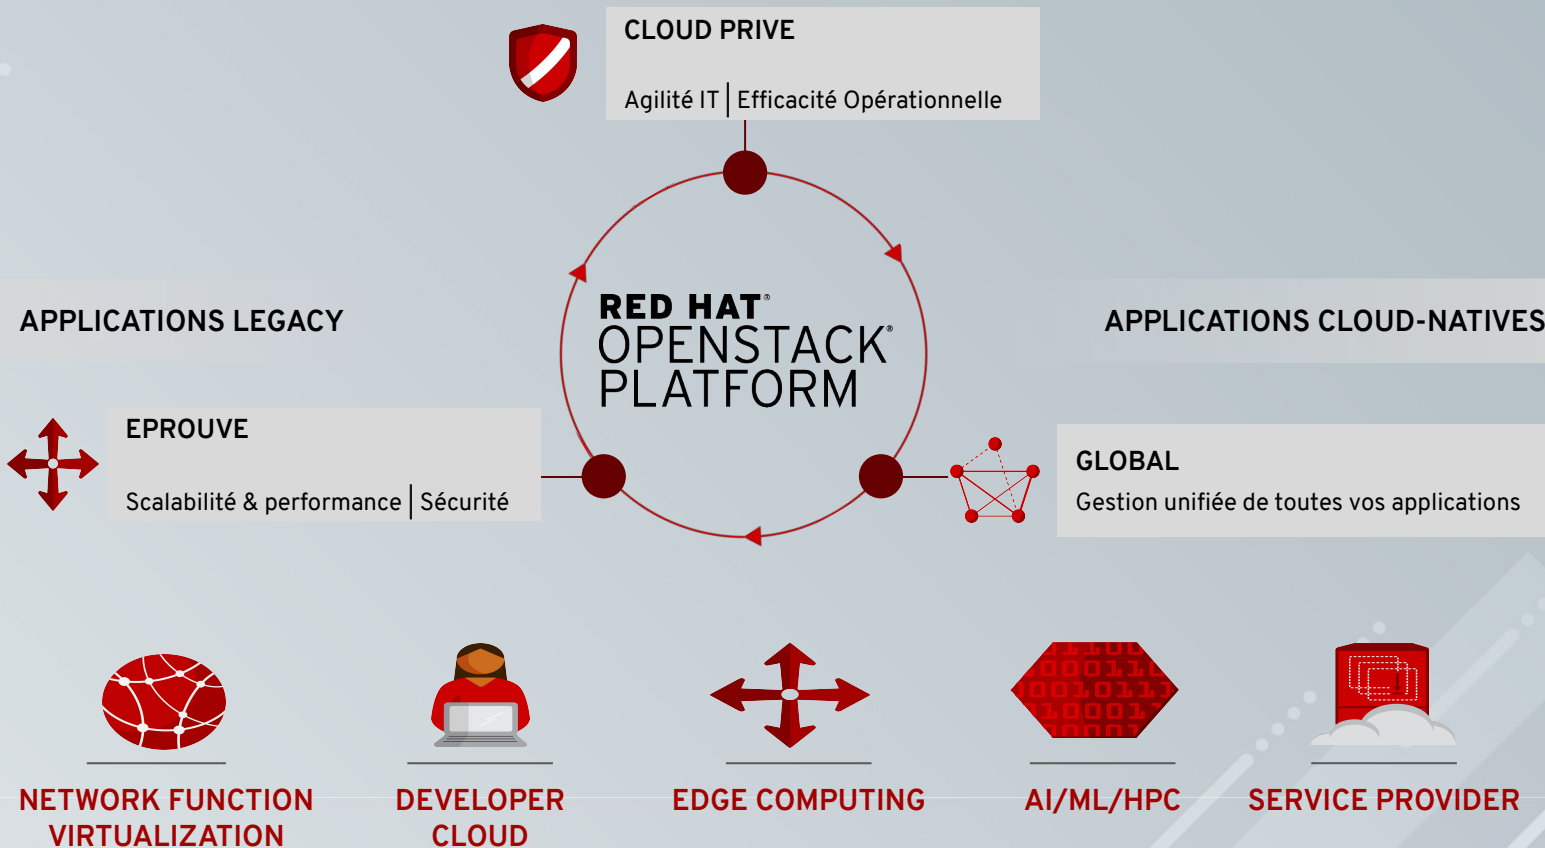 CLOUD PRIVE
Agilité IT | Efficacité Opérationnelle
RED HAT®
OPENSTACK®
PLATFORM
APPLICATIONS LEGACY
APPLICATIONS CLOUD-NATIVES
EPROUVE
Scalabilité & performance | Sécurité
GLOBAL
Gestion unifiée de toutes vos applications
NETWORK FUNCTION
VIRTUALIZATION
DEVELOPER
CLOUD
EDGE COMPUTING
AI/ML/HPC
SERVICE PROVIDER